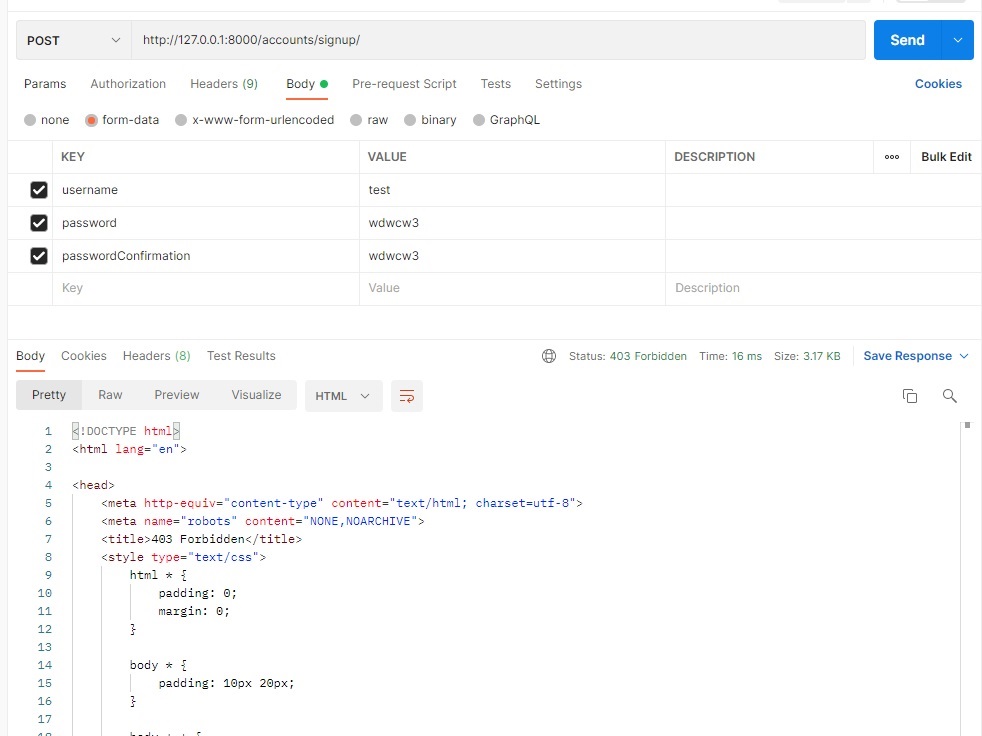 POST http://127.0.0.1:8000/accounts/signup/ Send
Params Authorization Headers (9) Body Pre-request Script Tests Settings Cookies
none form-data x-www-form-urlencoded raw binary GraphQL
KEY VALUE DESCRIPTION ooo Bulk Edit
username test
password wdwcw3
passwordConfirmation wdwcw3
Key Value Description
Body Cookies Headers (8) Test Results Status: 403 Forbidden Time: 16 ms Size: 3.17 KB Save Response
Pretty Raw Preview Visualize HTML
1 <!DOCTYPE html>
2 <html lang="en">
3
4 <head>
5 <meta http-equiv="content-type" content="text/html; charset=utf-8">
6 <meta name="robots" content="NONE,NOARCHIVE">
7 <title>403 Forbidden</title>
8 <style type="text/css">
9 html * {
10 padding: 0;
11 margin: 0;
12 }
13
14 body * {
15 padding: 10px 20px;
16 }
17